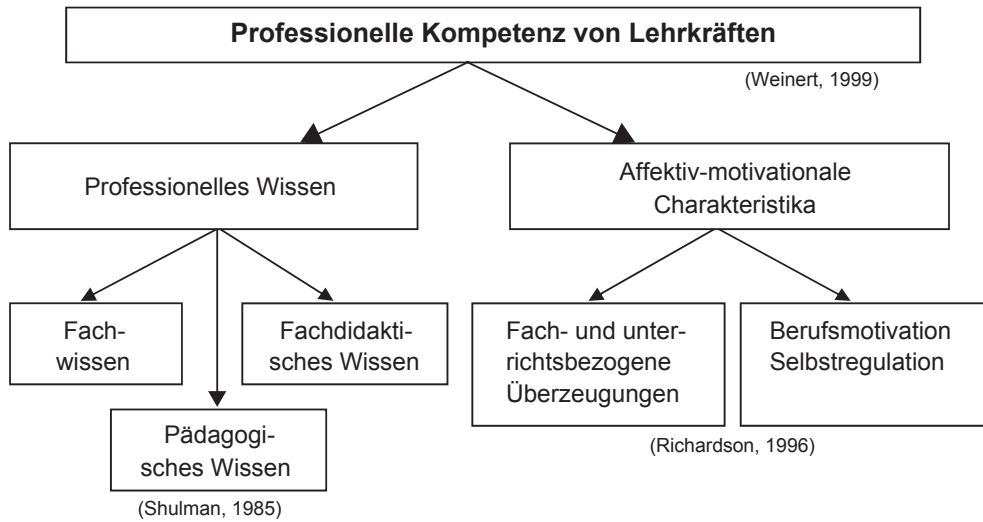 Professionelle Kompetenz von Lehrkräften
(Weinert, 1999)
Professionelles Wissen
Affektiv-motivationale
Charakteristika
Fach-
wissen
Fachdidakti-
sches Wissen
Pädagogi-
sches Wissen
(Shulman, 1985)
Fach- und unter-
richtsbezogene
Überzeugungen
Berufsmotivation
Selbstregulation
(Richardson, 1996)